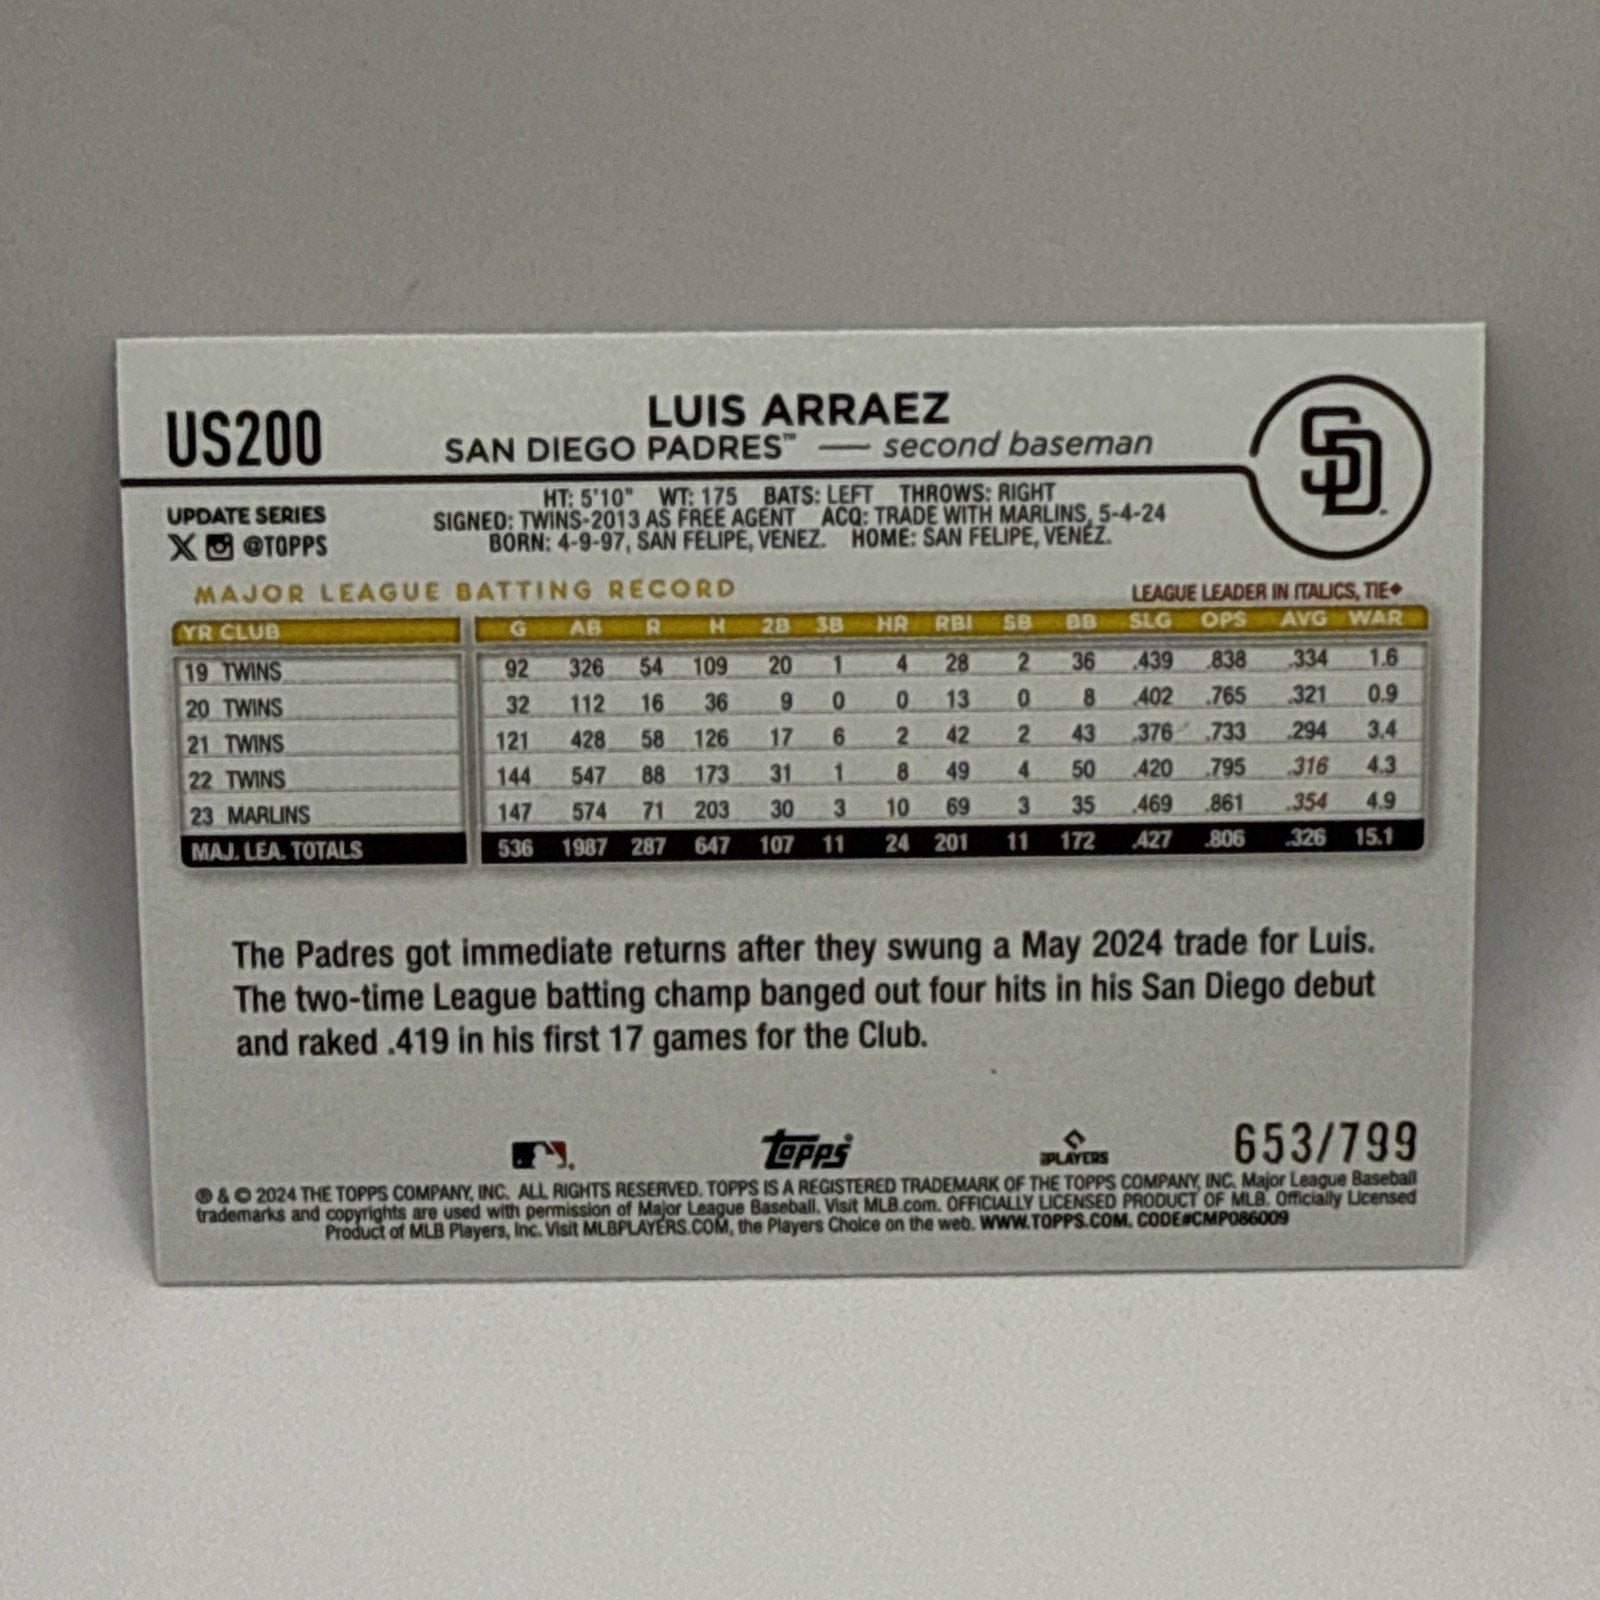 US200
LUIS ARRAEZ
SAN DIEGO PADRES™ — second baseman
SD
UPDATE SERIES
@TOPPS
HT: 5'10" WT: 175 BATS: LEFT THROWS: RIGHT
SIGNED: TWINS-2013 AS FREE AGENT ACQ: TRADE WITH MARLINS, 5-4-24
BORN: 4-9-97, SAN FELIPE, VENEZ. HOME: SAN FELIPE, VENEZ.
MAJOR LEAGUE BATTING RECORD
LEAGUE LEADER IN ITALICS, TIE◆
YR CLUB G AB R H 2B 3B HR RBI SB BB SLG OPS AVG WAR
19 TWINS 92 326 54 109 20 1 4 28 2 36 .439 .838 .334 1.6
20 TWINS 32 112 16 36 9 0 0 13 0 8 .402 .765 .321 0.9
21 TWINS 121 428 58 126 17 6 2 42 2 43 .376 .733 .294 3.4
22 TWINS 144 547 88 173 31 1 8 49 4 50 .420 .795 .316 4.3
23 MARLINS 147 574 71 203 30 3 10 69 3 35 .469 .861 .354 4.9
MAJ. LEA. TOTALS 536 1987 287 647 107 11 24 201 11 172 .427 .806 .326 15.1
The Padres got immediate returns after they swung a May 2024 trade for Luis.
The two-time League batting champ banged out four hits in his San Diego debut
and raked .419 in his first 17 games for the Club.
topps®
PLAYERS
653/799
® & © 2024 THE TOPPS COMPANY, INC. ALL RIGHTS RESERVED. TOPPS IS A REGISTERED TRADEMARK OF THE TOPPS COMPANY, INC. Major League Baseball
trademarks and copyrights are used with permission of Major League Baseball. Visit MLB.com. OFFICIALLY LICENSED PRODUCT OF MLB. Officially Licensed
Product of MLB Players, Inc. Visit MLBPLAYERS.COM, the Players Choice on the web. WWW.TOPPS.COM. CODE#CMP086009